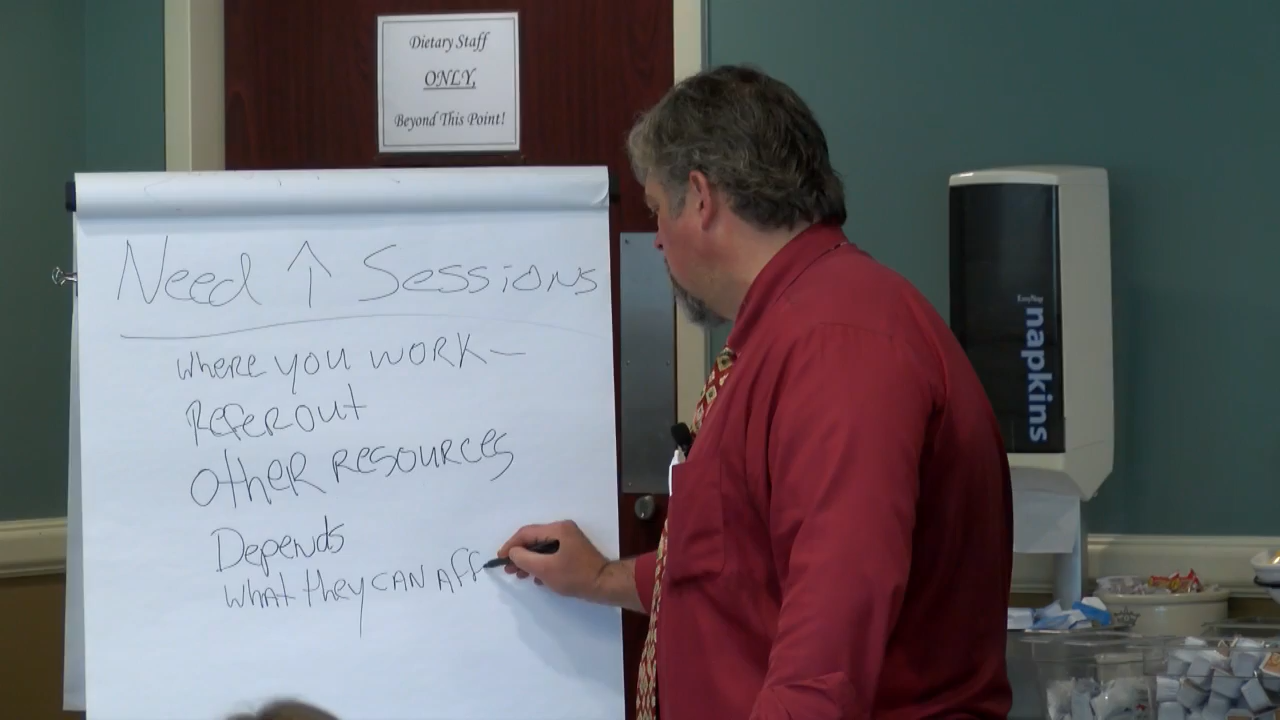 Dietary Staff
ONLY,
Beyond This Point!
Need ↑ Sessions
where you work-
Refer out
other resources
Depends
what they can aff
EasyNap
napkins